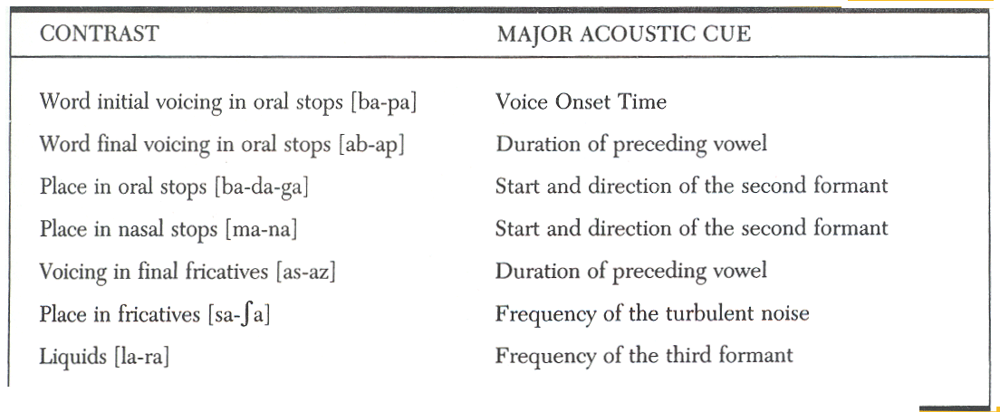 CONTRAST MAJOR ACOUSTIC CUE
Word initial voicing in oral stops [ba-pa] Voice Onset Time
Word final voicing in oral stops [ab-ap] Duration of preceding vowel
Place in oral stops [ba-da-ga] Start and direction of the second formant
Place in nasal stops [ma-na] Start and direction of the second formant
Voicing in final fricatives [as-az] Duration of preceding vowel
Place in fricatives [sa-ʃa] Frequency of the turbulent noise
Liquids [la-ra] Frequency of the third formant